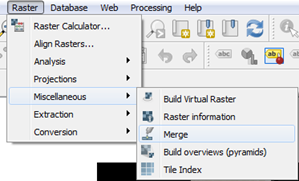 Raster Database Web Processing Help
Raster Calculator...
Align Rasters...
Analysis
Projections
Miscellaneous
Extraction
Conversion
Build Virtual Raster
Raster information
Merge
Build overviews (pyramids)
Tile Index
abc